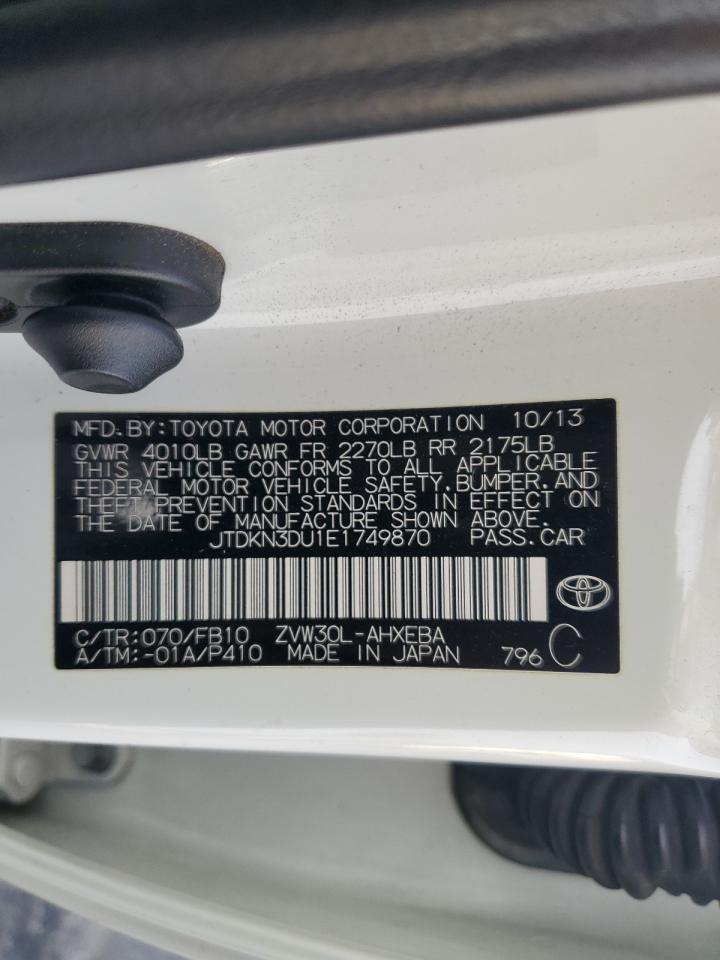 MFD. BY: TOYOTA MOTOR CORPORATION 10/13
GVWR 4010LB GAWR FR 2270LB RR 2175LB
THIS VEHICLE CONFORMS TO ALL APPLICABLE
FEDERAL MOTOR VEHICLE SAFETY, BUMPER, AND
THEFT PREVENTION STANDARDS IN EFFECT ON
THE DATE OF MANUFACTURE SHOWN ABOVE.
JTDKN3DU1E1749870 PASS.CAR
C/TR:070/FB10 ZVW30L-AHXEBA
A/TM:-01A/P410 MADE IN JAPAN 796 C